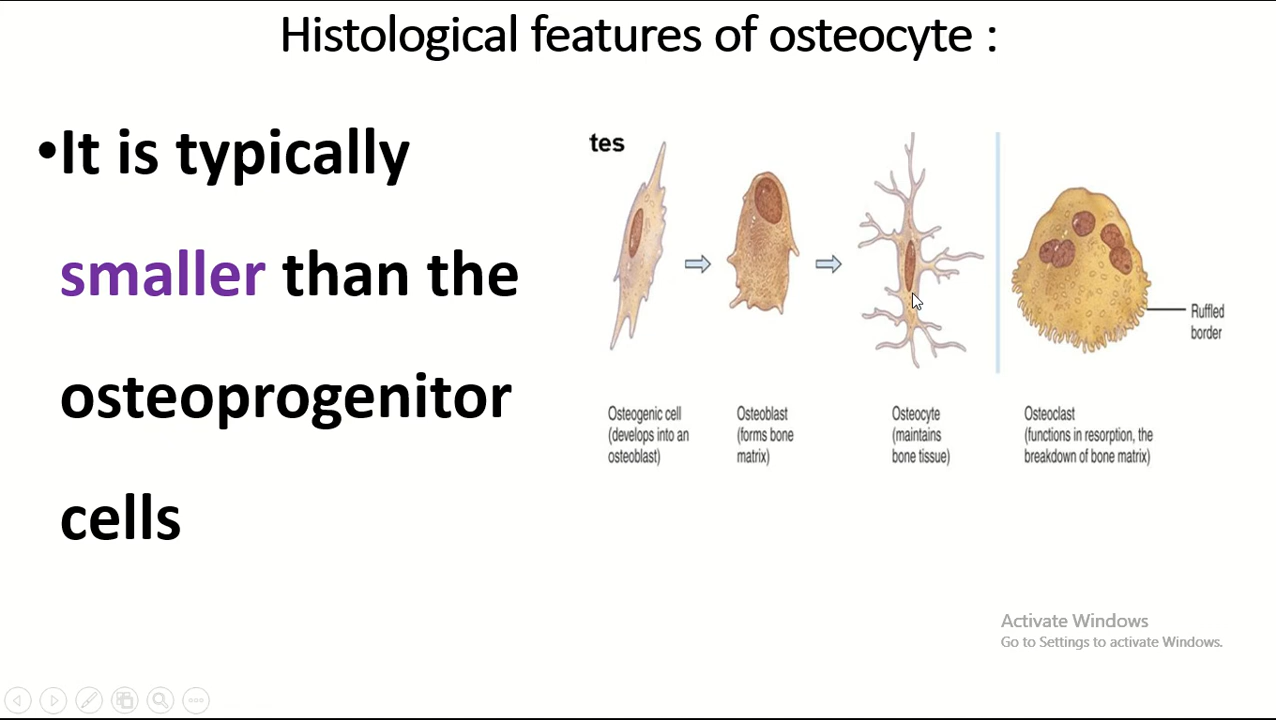 Histological features of osteocyte :
•It is typically
smaller than the
osteoprogenitor
cells
tes
Ruffled
border
Osteogenic cell
(develops into an
osteoblast)
Osteoblast
(forms bone
matrix)
Osteocyte
(maintains
bone tissue)
Osteoclast
(functions in resorption, the
breakdown of bone matrix)
Activate Windows
Go to Settings to activate Windows.